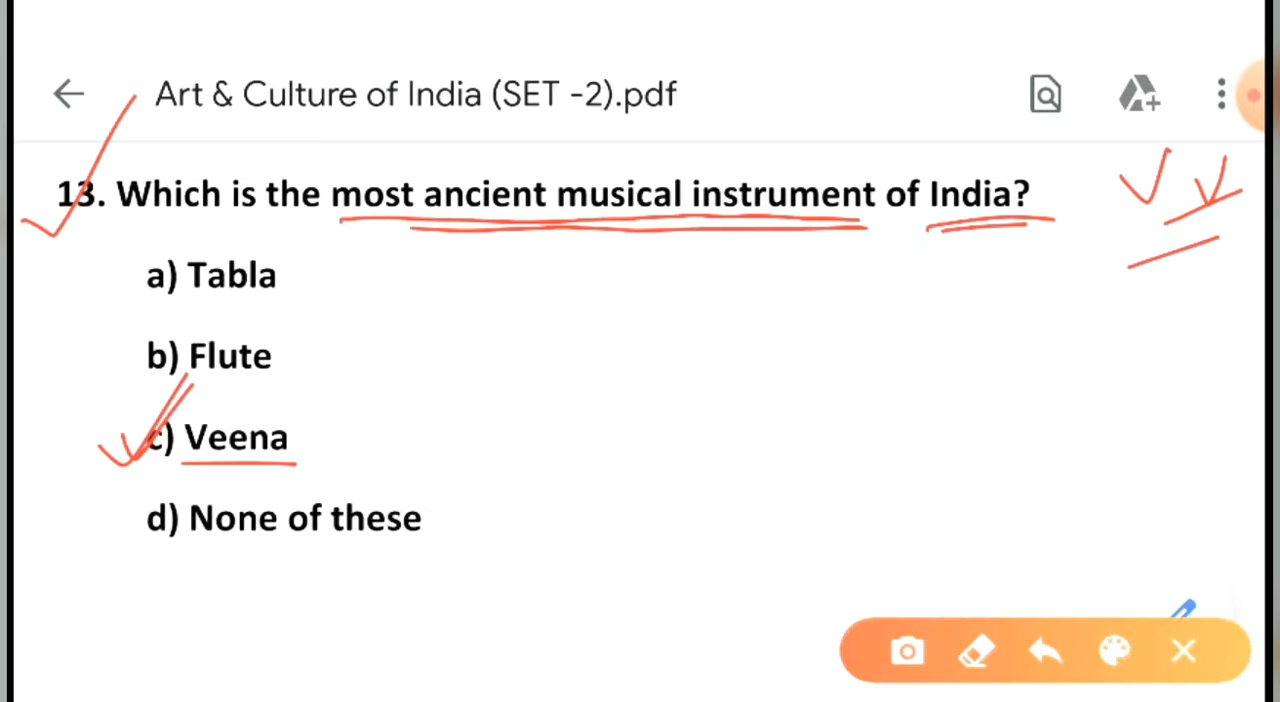 Art & Culture of India (SET -2).pdf
13. Which is the most ancient musical instrument of India?
a) Tabla
b) Flute
c) Veena
d) None of these